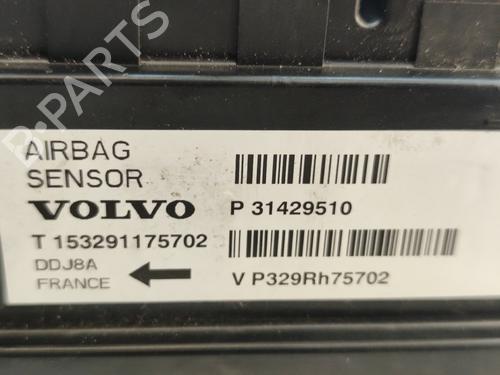 B-PARTS
AIRBAG
SENSOR
VOLVO P 31429510
T 153291175702
DDJ8A
FRANCE V P329Rh75702